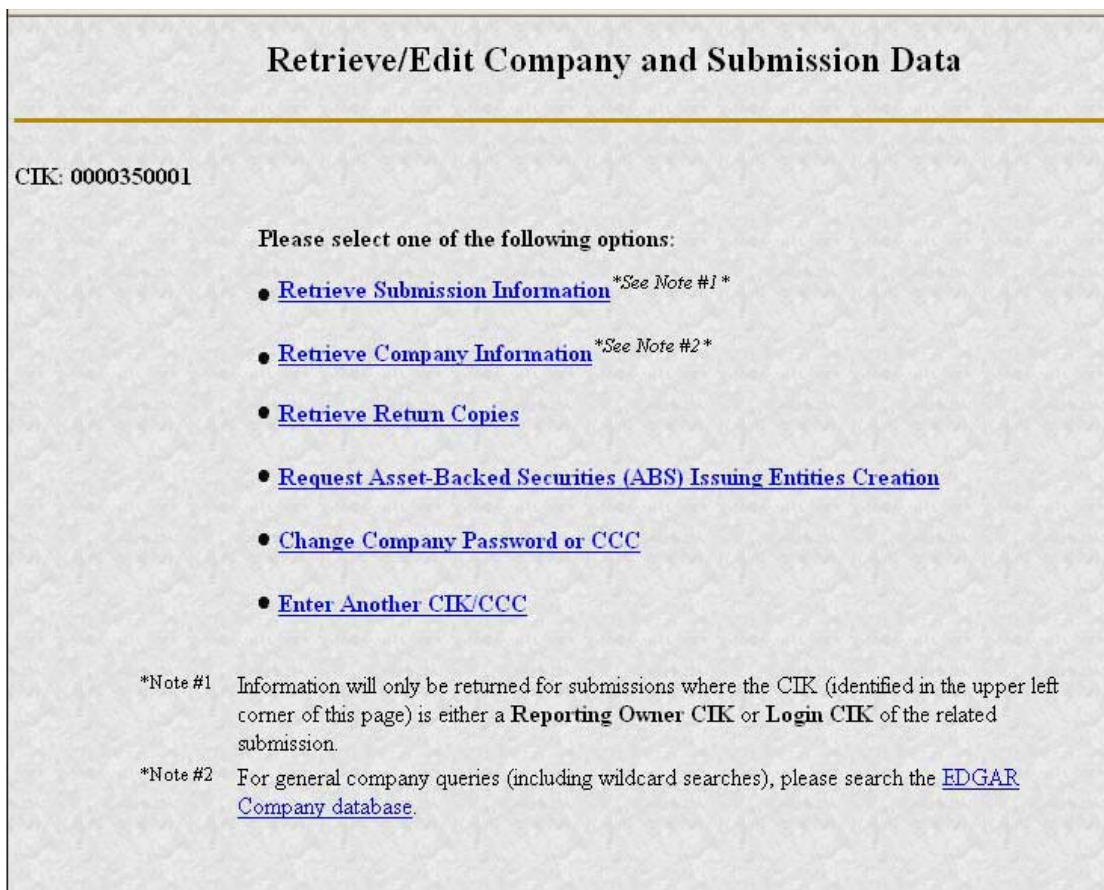 Retrieve/Edit Company and Submission Data
CIK: 0000350001
Please select one of the following options:
● Retrieve Submission Information *See Note #1*
● Retrieve Company Information *See Note #2*
● Retrieve Return Copies
● Request Asset-Backed Securities (ABS) Issuing Entities Creation
● Change Company Password or CCC
● Enter Another CIK/CCC
*Note #1 Information will only be returned for submissions where the CIK (identified in the upper left
corner of this page) is either a Reporting Owner CIK or Login CIK of the related
submission.
*Note #2 For general company queries (including wildcard searches), please search the EDGAR
Company database.